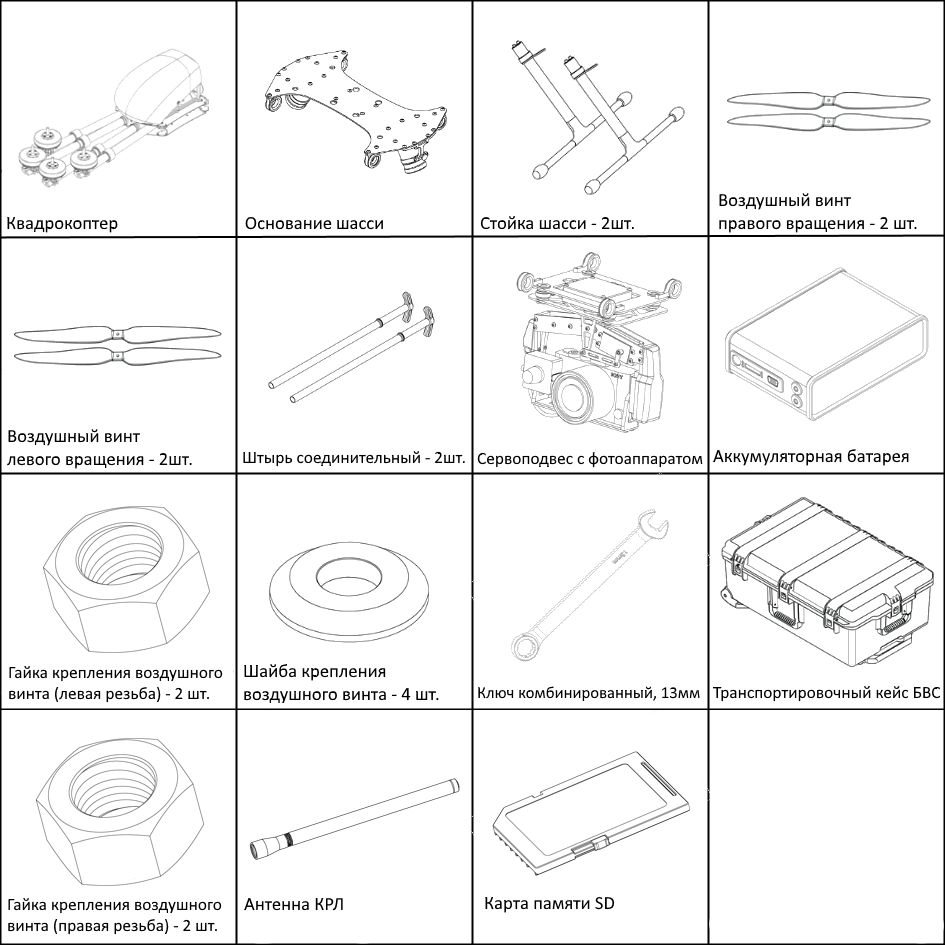 Квадрокоптер
Основание шасси
Стойка шасси - 2шт.
Воздушный винт
правого вращения - 2 шт.
Воздушный винт
левого вращения - 2шт.
Штырь соединительный - 2шт.
SONY
Сервоподвес с фотоаппаратом
Аккумуляторная батарея
Гайка крепления воздушного
винта (левая резьба) - 2 шт.
Шайба крепления
воздушного винта - 4 шт.
13mm
Ключ комбинированный, 13мм
Транспортировочный кейс БВС
Гайка крепления воздушного
винта (правая резьба) - 2 шт.
Антенна КРЛ
Карта памяти SD